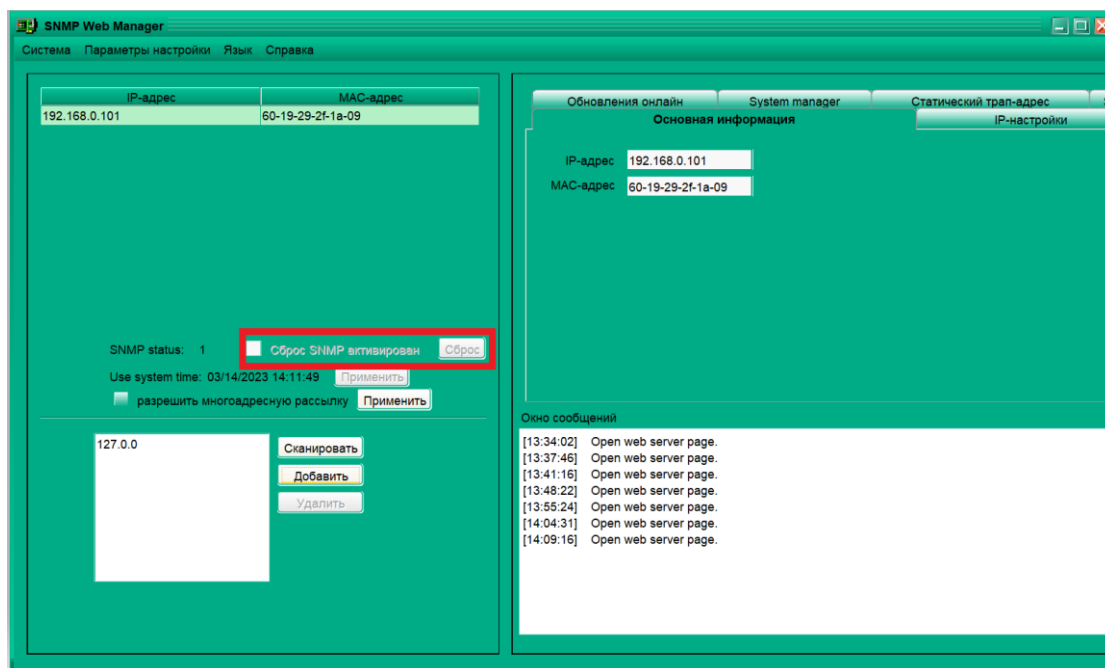 SNMP Web Manager
Система Параметры настройки Язык Справка
IP-адрес MAC-адрес
192.168.0.101 60-19-29-2f-1a-09
SNMP status: 1 Сброс SNMP активирован Сброс
Use system time: 03/14/2023 14:11:49 Применить
разрешить многоадресную рассылку Применить
127.0.0
Сканировать
Добавить
Удалить
Обновления онлайн System manager Статический трап-адрес
Основная информация IP-настройки
IP-адрес 192.168.0.101
MAC-адрес 60-19-29-2f-1a-09
Окно сообщений
[13:34:02] Open web server page.
[13:37:46] Open web server page.
[13:41:16] Open web server page.
[13:48:22] Open web server page.
[13:55:24] Open web server page.
[14:04:31] Open web server page.
[14:09:16] Open web server page.